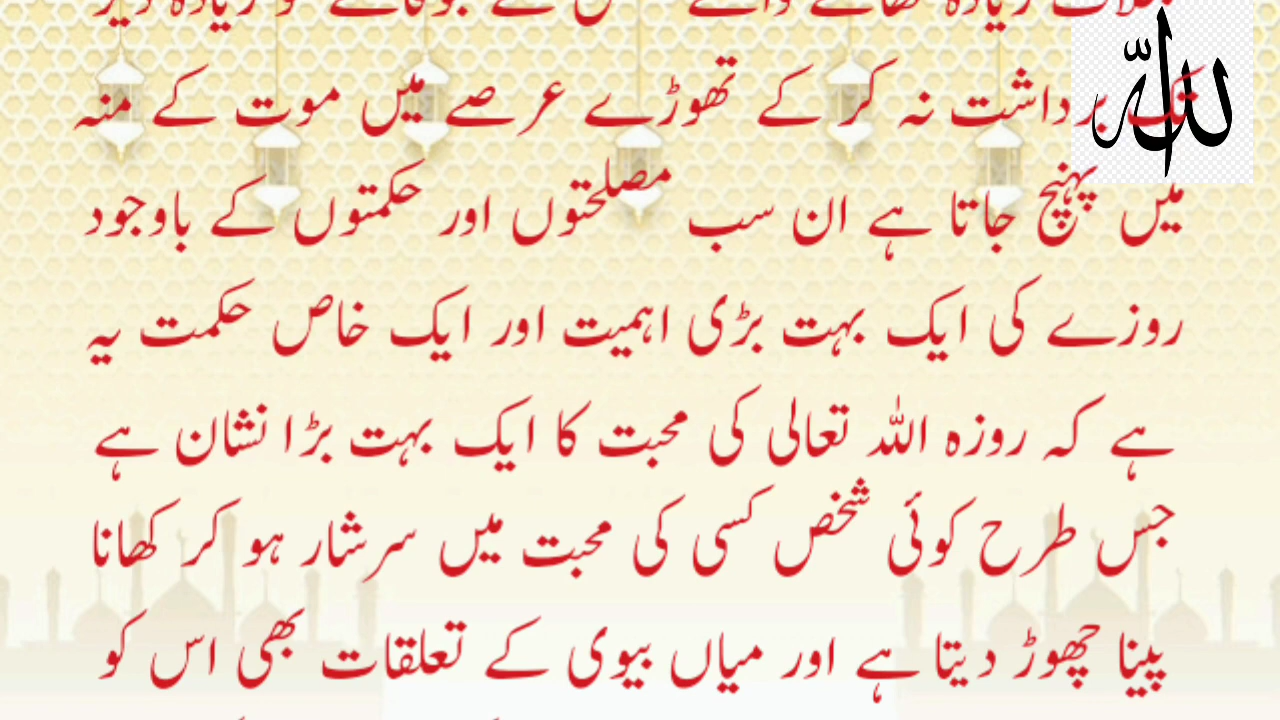 تک برداشت نہ کر کے تھوڑے عرصے میں موت کے منہ
میں پہنچ جاتا ہے ان سب مصلحتوں اور حکمتوں کے باوجود
روزے کی ایک بہت بڑی اہمیت اور ایک خاص حکمت یہ
ہے کہ روزہ اللہ تعالی کی محبت کا ایک بہت بڑا نشان ہے
جس طرح کوئی شخص کسی کی محبت میں سرشار ہو کر کھانا
پینا چھوڑ دیتا ہے اور میاں بیوی کے تعلقات بھی اس کو
الله